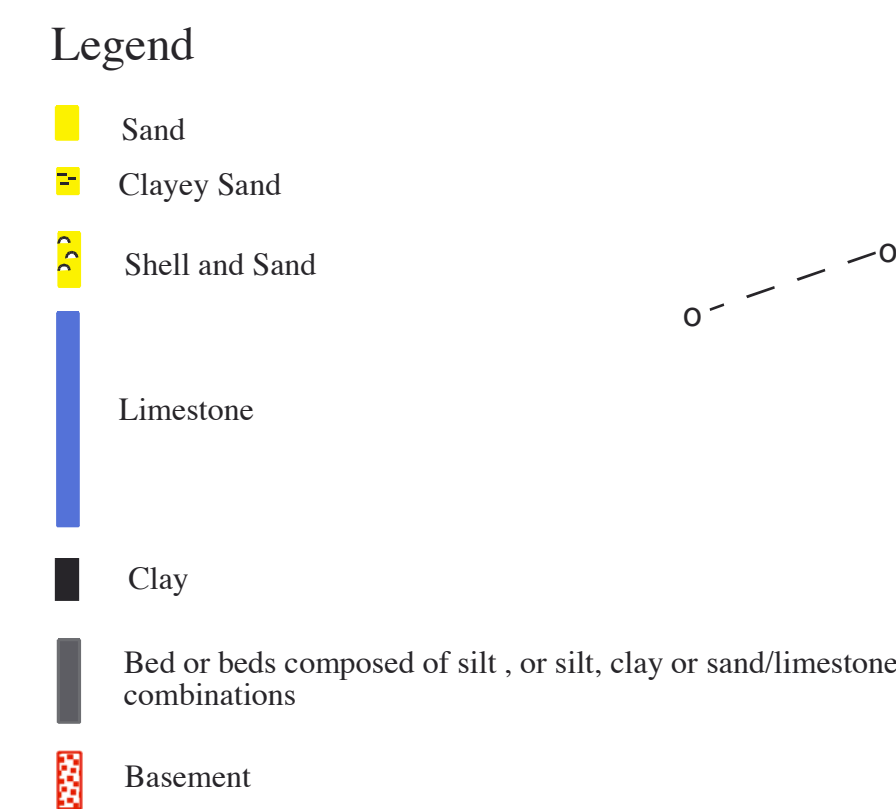 Legend
Sand
Clayey Sand
Shell and Sand
o
o
Limestone
Clay
Bed or beds composed of silt , or silt, clay or sand/limestone
combinations
Basement